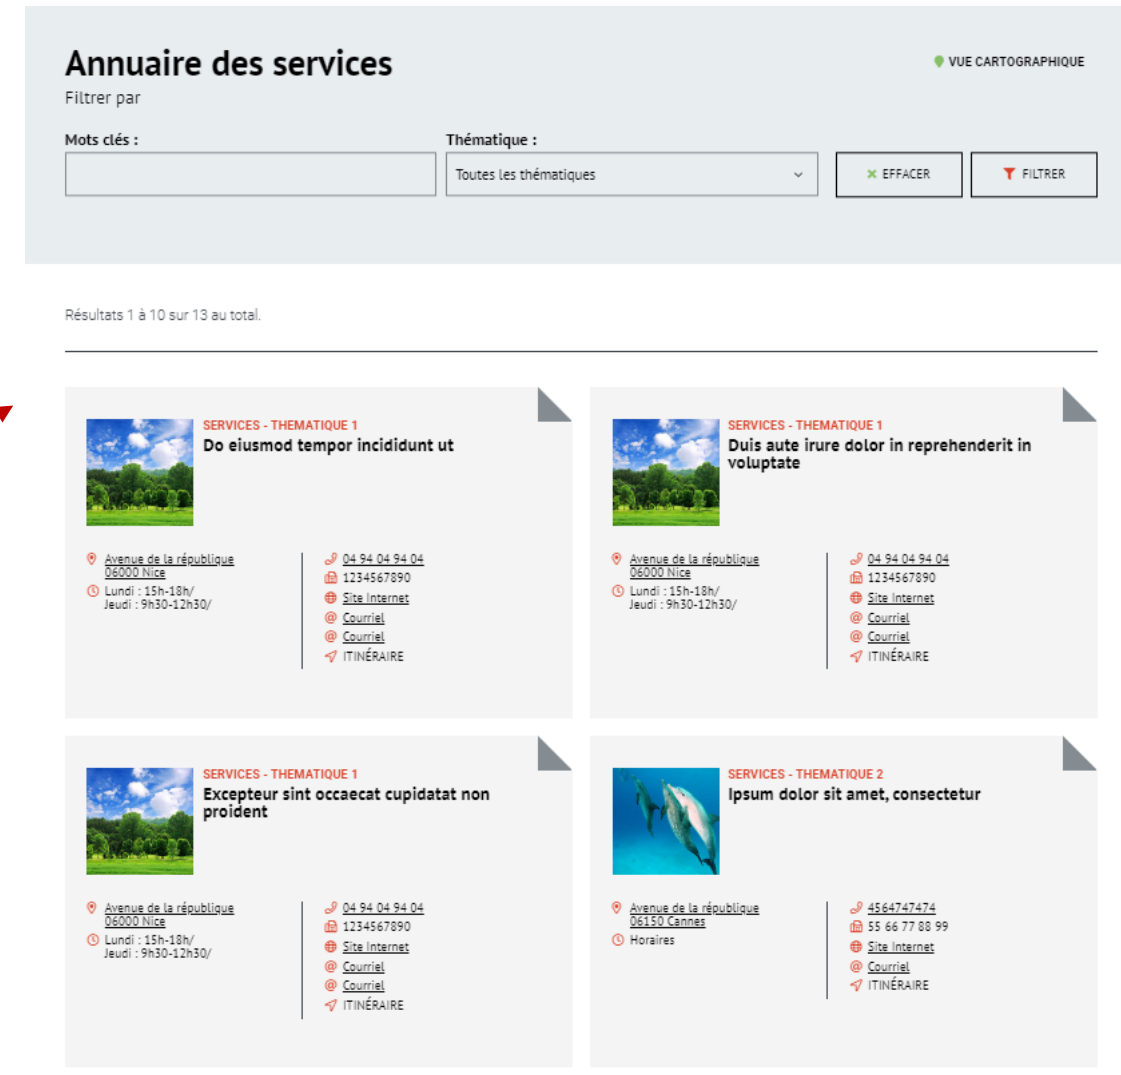 Annuaire des services
VUE CARTOGRAPHIQUE
Filtrer par
Mots clés :
Thématique :
Toutes les thématiques
EFFACER
FILTRER
Résultats 1 à 10 sur 13 au total.
SERVICES - THEMATIQUE 1
Do eiusmod tempor incididunt ut
Avenue de la république
06000 Nice
Lundi : 15h-18h/
Jeudi : 9h30-12h30/
04 94 04 94 04
1234567890
Site Internet
Courriel
Courriel
ITINÉRAIRE
SERVICES - THEMATIQUE 1
Duis aute irure dolor in reprehenderit in
voluptate
Avenue de la république
06000 Nice
Lundi : 15h-18h/
Jeudi : 9h30-12h30/
04 94 04 94 04
1234567890
Site Internet
Courriel
Courriel
ITINÉRAIRE
SERVICES - THEMATIQUE 1
Excepteur sint occaecat cupidatat non
proident
Avenue de la république
06000 Nice
Lundi : 15h-18h/
Jeudi : 9h30-12h30/
04 94 04 94 04
1234567890
Site Internet
Courriel
Courriel
ITINÉRAIRE
SERVICES - THEMATIQUE 2
Ipsum dolor sit amet, consectetur
Avenue de la république
06150 Cannes
Horaires
4564747474
55 66 77 88 99
Site Internet
Courriel
ITINÉRAIRE